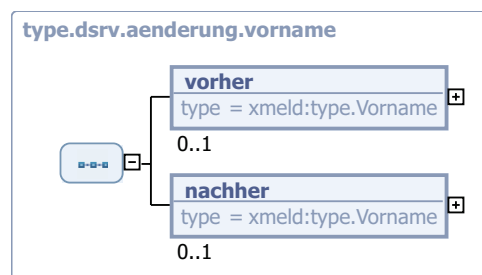 type.dsrv.aenderung.vorname
vorher
type = xmeld:type.Vorname
0..1
nachher
type = xmeld:type.Vorname
0..1